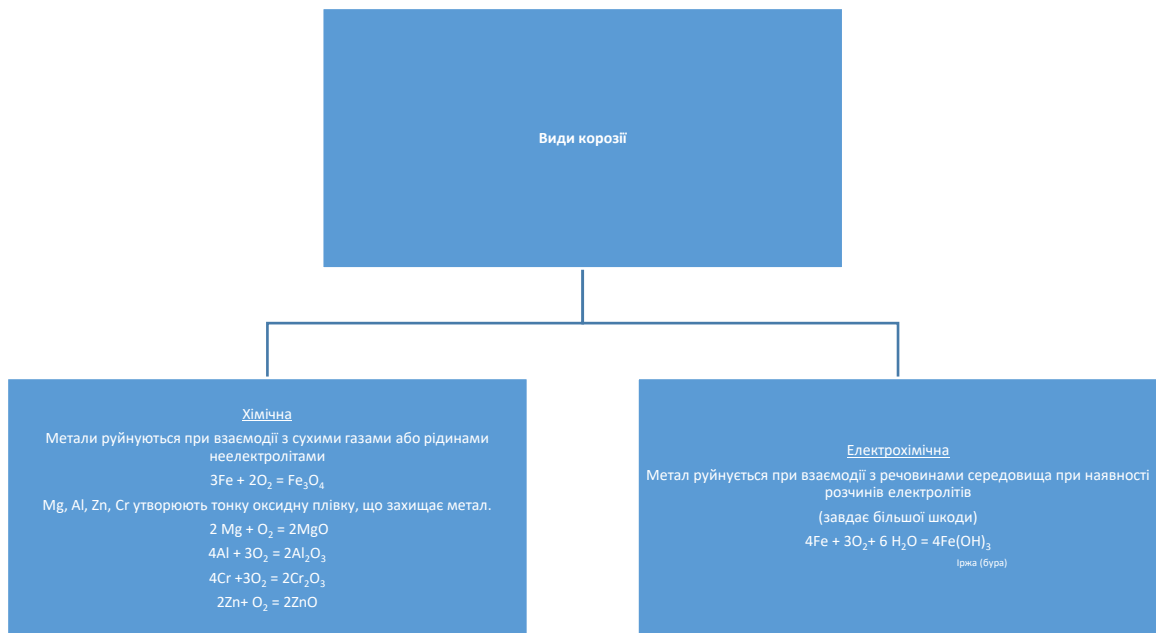 Види корозії
Хімічна
Метали руйнуються при взаємодії з сухими газами або рідинами
неелектролітами
3Fe + 2O₂ = Fe₃O₄
Mg, Al, Zn, Cr утворюють тонку оксидну плівку, що захищає метал.
2 Mg + O₂ = 2MgO
4Al + 3O₂ = 2Al₂O₃
4Cr +3O₂ = 2Cr₂O₃
2Zn+ O₂ = 2ZnO
Електрохімічна
Метал руйнується при взаємодії з речовинами середовища при наявності
розчинів електролітів
(завдає більшої шкоди)
4Fe + 3O₂+ 6 H₂O = 4Fe(OH)₃
Іржа (бура)